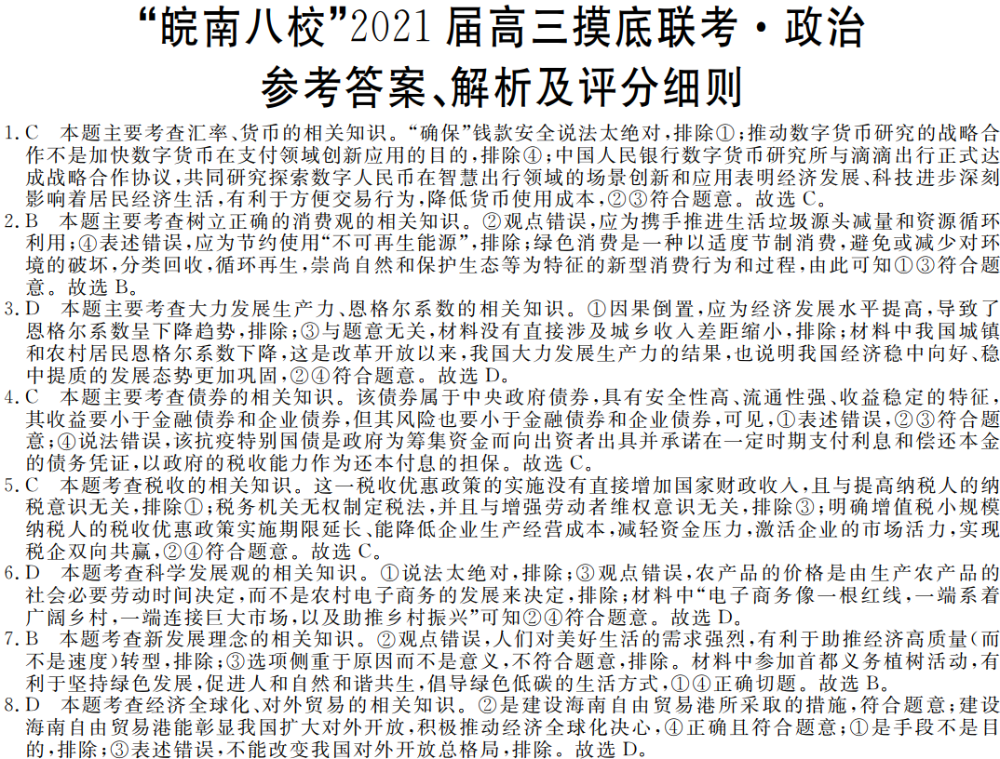 “皖南八校”2021 届高三摸底联考·政治
参考答案、解析及评分细则
1. C 本题主要考查汇率、货币的相关知识。“确保”钱款安全说法太绝对,排除①;推动数字货币研究的战略合
作不是加快数字货币在支付领域创新应用的目的,排除④;中国人民银行数字货币研究所与滴滴出行正式达
成战略合作协议,共同研究探索数字人民币在智慧出行领域的场景创新和应用表明经济发展、科技进步深刻
影响着居民经济生活,有利于方便交易行为,降低货币使用成本,②③符合题意。故选 C。
2. B 本题主要考查树立正确的消费观的相关知识。②观点错误,应为携手推进生活垃圾源头减量和资源循环
利用;④表述错误,应为节约使用“不可再生能源”,排除;绿色消费是一种以适度节制消费,避免或减少对环
境的破坏,分类回收,循环再生,崇尚自然和保护生态等为特征的新型消费行为和过程,由此可知①③符合题
意。故选 B。
3. D 本题主要考查大力发展生产力、恩格尔系数的相关知识。①因果倒置,应为经济发展水平提高,导致了
恩格尔系数呈下降趋势,排除;③与题意无关,材料没有直接涉及城乡收入差距缩小,排除;材料中我国城镇
和农村居民恩格尔系数下降,这是改革开放以来,我国大力发展生产力的结果,也说明我国经济稳中向好、稳
中提质的发展态势更加巩固,②④符合题意。故选 D。
4. C 本题主要考查债券的相关知识。该债券属于中央政府债券,具有安全性高、流通性强、收益稳定的特征,
其收益要小于金融债券和企业债券,但其风险也要小于金融债券和企业债券,可见,①表述错误,②③符合题
意;④说法错误,该抗疫特别国债是政府为筹集资金而向出资者出具并承诺在一定时期支付利息和偿还本金
的债务凭证,以政府的税收能力作为还本付息的担保。故选 C。
5. C 本题考查税收的相关知识。这一税收优惠政策的实施没有直接增加国家财政收入,且与提高纳税人的纳
税意识无关,排除①;税务机关无权制定税法,并且与增强劳动者维权意识无关,排除③;明确增值税小规模
纳税人的税收优惠政策实施期限延长、能降低企业生产经营成本,减轻资金压力,激活企业的市场活力,实现
税企双向共赢,②④符合题意。故选 C。
6. D 本题考查科学发展观的相关知识。①说法太绝对,排除;③观点错误,农产品的价格是由生产农产品的
社会必要劳动时间决定,而不是农村电子商务的发展来决定,排除;材料中“电子商务像一根红线,一端系着
广阔乡村,一端连接巨大市场,以及助推乡村振兴”可知②④符合题意。故选 D。
7. B 本题考查新发展理念的相关知识。②观点错误,人们对美好生活的需求强烈,有利于助推经济高质量(而
不是速度)转型,排除;③选项侧重于原因而不是意义,不符合题意,排除。材料中参加首都义务植树活动,有
利于坚持绿色发展,促进人和自然和谐共生,倡导绿色低碳的生活方式,①④正确切题。故选 B。
8. D 本题考查经济全球化、对外贸易的相关知识。②是建设海南自由贸易港所采取的措施,符合题意;建设
海南自由贸易港能彰显我国扩大对外开放,积极推动经济全球化决心,④正确且符合题意;①是手段不是目
的,排除;③表述错误,不能改变我国对外开放总格局,排除。故选 D。